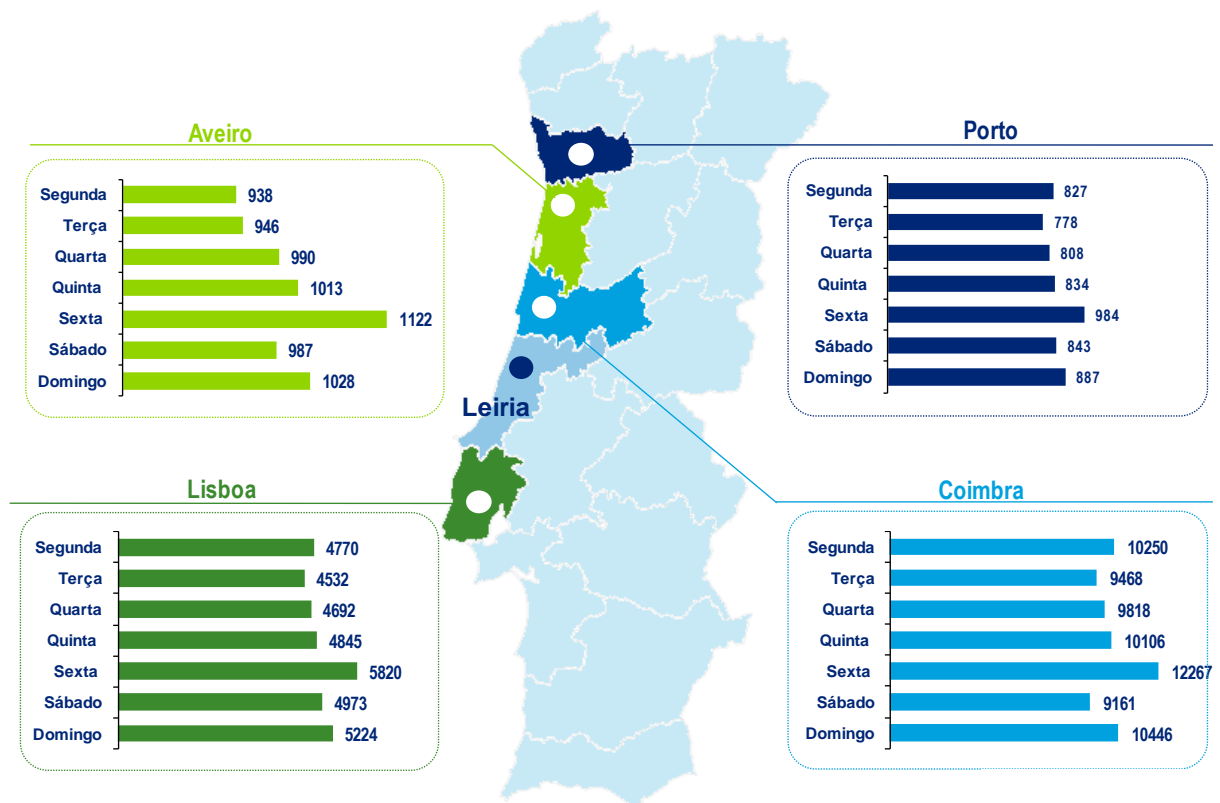 Aveiro
Segunda 938
Terça 946
Quarta 990
Quinta 1013
Sexta 1122
Sábado 987
Domingo 1028
Porto
Segunda 827
Terça 778
Quarta 808
Quinta 834
Sexta 984
Sábado 843
Domingo 887
Leiria
Lisboa
Segunda 4770
Terça 4532
Quarta 4692
Quinta 4845
Sexta 5820
Sábado 4973
Domingo 5224
Coimbra
Segunda 10250
Terça 9468
Quarta 9818
Quinta 10106
Sexta 12267
Sábado 9161
Domingo 10446